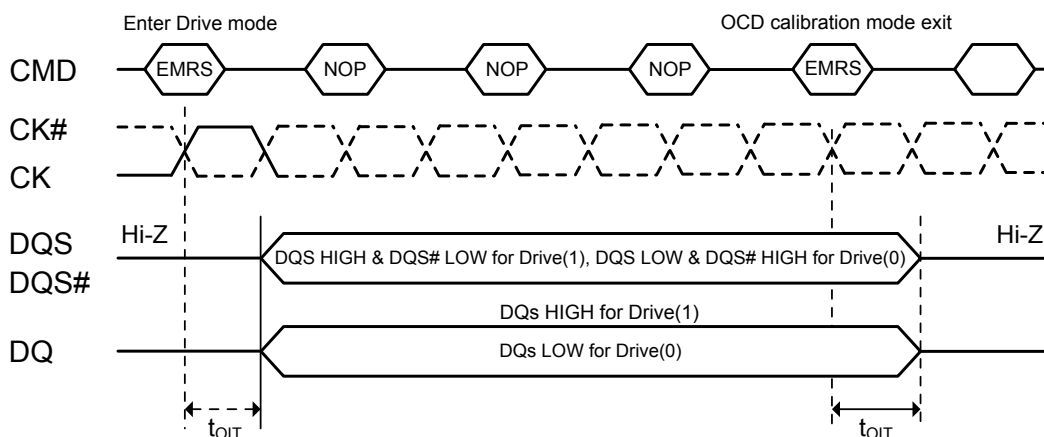 Enter Drive mode
OCD calibration mode exit
CMD
EMRS
NOP
NOP
NOP
EMRS
CK#
CK
DQS
DQS#
Hi-Z
DQS HIGH & DQS# LOW for Drive(1), DQS LOW & DQS# HIGH for Drive(0)
Hi-Z
DQs HIGH for Drive(1)
DQ
DQs LOW for Drive(0)
tOIT
tOIT